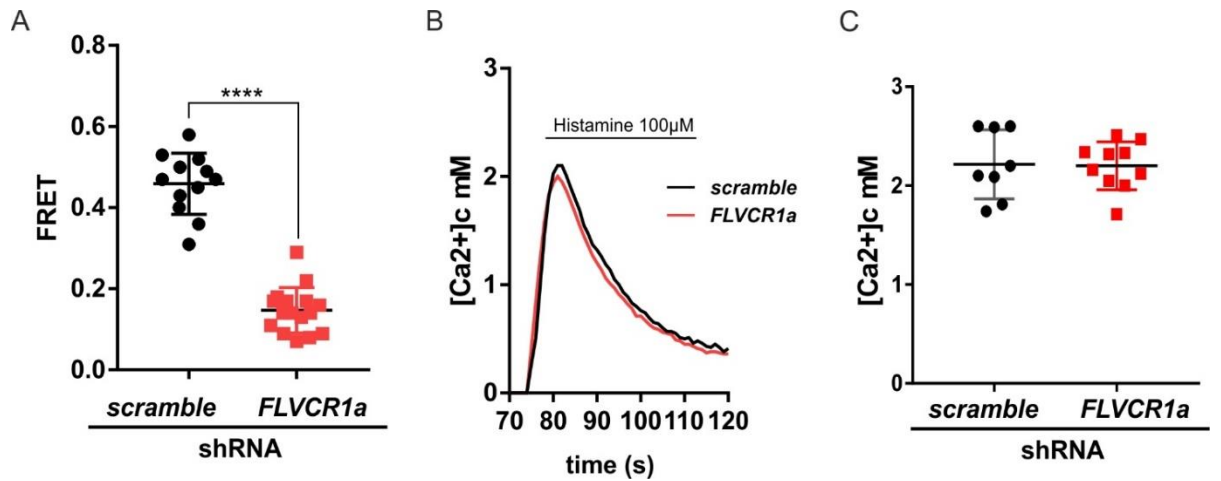 A
0.8
0.6
0.4
0.2
0.0
FRET
****
scramble FLVCR1a
shRNA
B
3
2
1
0
[Ca2+]c mM
Histamine 100µM
scramble
FLVCR1a
70 80 90 100 110 120
time (s)
C
3
2
1
0
[Ca2+]c mM
scramble FLVCR1a
shRNA